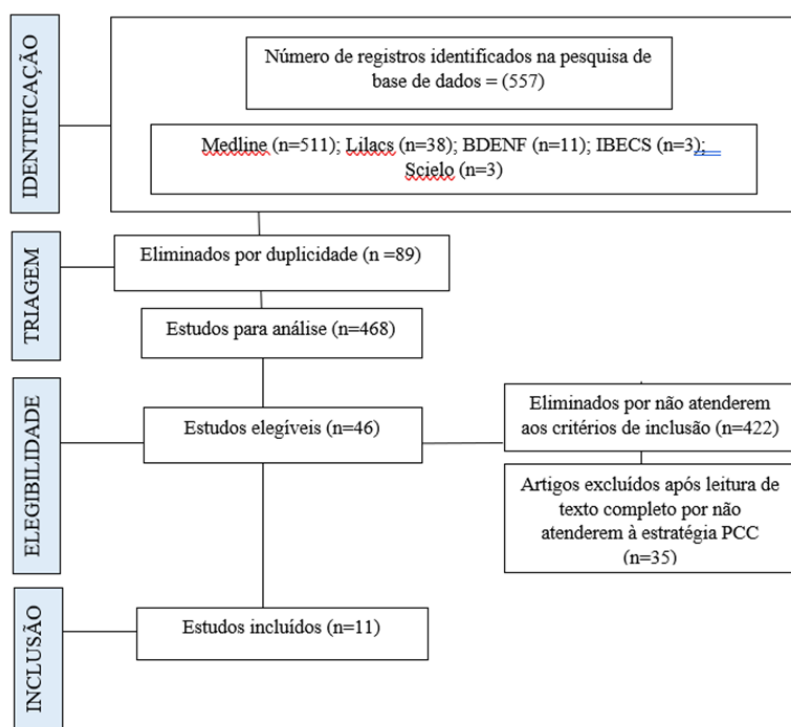 IDENTIFICAÇÃO
Número de registros identificados na pesquisa de
base de dados = (557)
Medline (n=511); Lilacs (n=38); BDENF (n=11); IBECS (n=3);
Scielo (n=3)
TRIAGEM
Eliminados por duplicidade (n =89)
Estudos para análise (n=468)
ELEGIBILIDADE
Estudos elegíveis (n=46)
Eliminados por não atenderem
aos critérios de inclusão (n=422)
Artigos excluídos após leitura de
texto completo por não
atenderem à estratégia PCC
(n=35)
INCLUSÃO
Estudos incluídos (n=11)